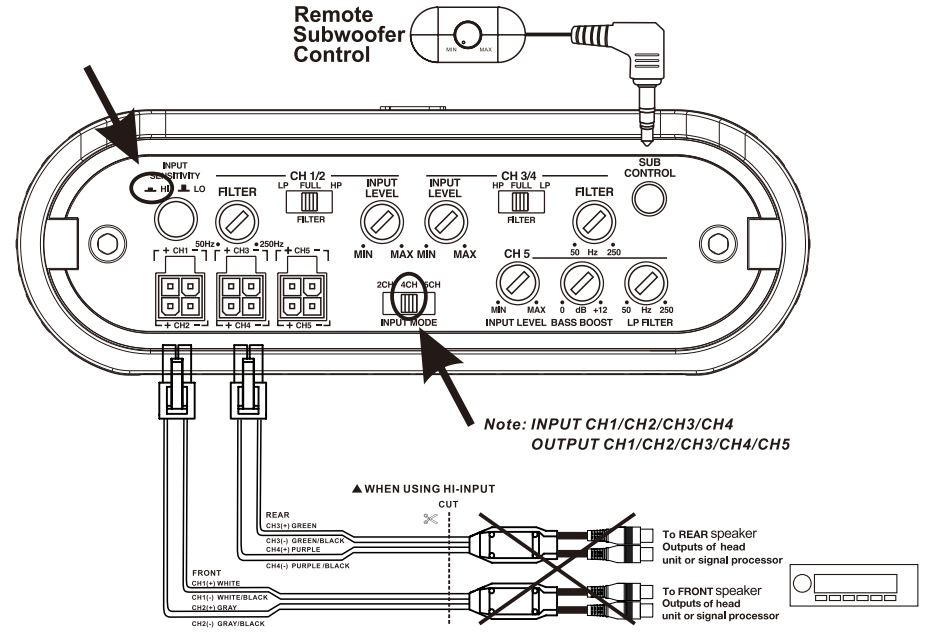 Remote
Subwoofer
Control
MIN MAX
INPUT
SENSITIVITY
HI LO
FILTER
50Hz 250Hz
CH 1/2
LP FULL HP
FILTER
INPUT
LEVEL
MIN MAX
INPUT
LEVEL
MIN MAX
CH 3/4
HP FULL LP
FILTER
FILTER
50 Hz 250
SUB
CONTROL
+ CH1 -
+ CH3 -
+ CH5 -
+ CH2 -
+ CH4 -
+ CH5 -
2CH 4CH 5CH
INPUT MODE
CH 5
MIN MAX
INPUT LEVEL
0 dB +12
BASS BOOST
50 Hz 250
LP FILTER
Note: INPUT CH1/CH2/CH3/CH4
OUTPUT CH1/CH2/CH3/CH4/CH5
▲WHEN USING HI-INPUT
CUT
REAR
CH3(+) GREEN
CH3(-) GREEN/BLACK
CH4(+) PURPLE
CH4(-) PURPLE/BLACK
To REAR speaker
Outputs of head
unit or signal processor
FRONT
CH1(+) WHITE
CH1(-) WHITE/BLACK
CH2(+) GRAY
CH2(-) GRAY/BLACK
To FRONT speaker
Outputs of head
unit or signal processor